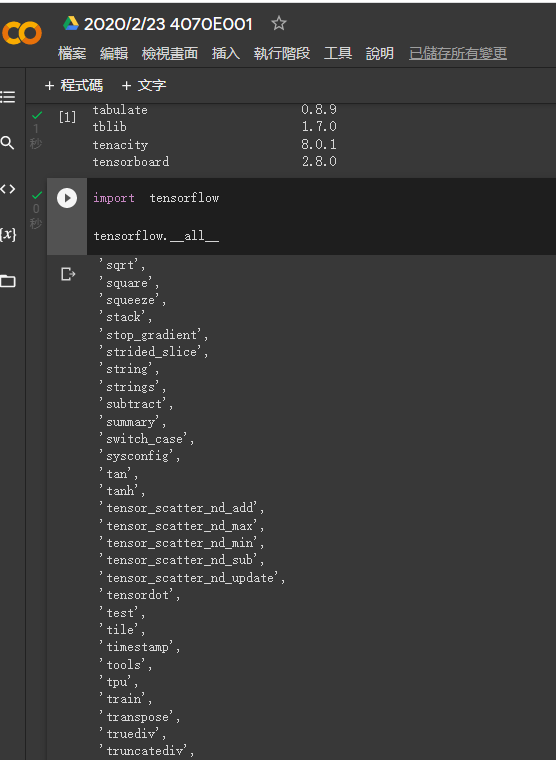 2020/2/23 4070E001
檔案 編輯 檢視畫面 插入 執行階段 工具 說明 已儲存所有變更
+ 程式碼 + 文字
[1]
1
秒
tabulate 0.8.9
tblib 1.7.0
tenacity 8.0.1
tensorboard 2.8.0
0
秒
import tensorflow
tensorflow.__all__
{x}
'sqrt',
'square',
'squeeze',
'stack',
'stop_gradient',
'strided_slice',
'string',
'strings',
'subtract',
'summary',
'switch_case',
'sysconfig',
'tan',
'tanh',
'tensor_scatter_nd_add',
'tensor_scatter_nd_max',
'tensor_scatter_nd_min',
'tensor_scatter_nd_sub',
'tensor_scatter_nd_update',
'tensordot',
'test',
'tile',
'timestamp',
'tools',
'tpu',
'train',
'transpose',
'truediv',
'truncatediv',